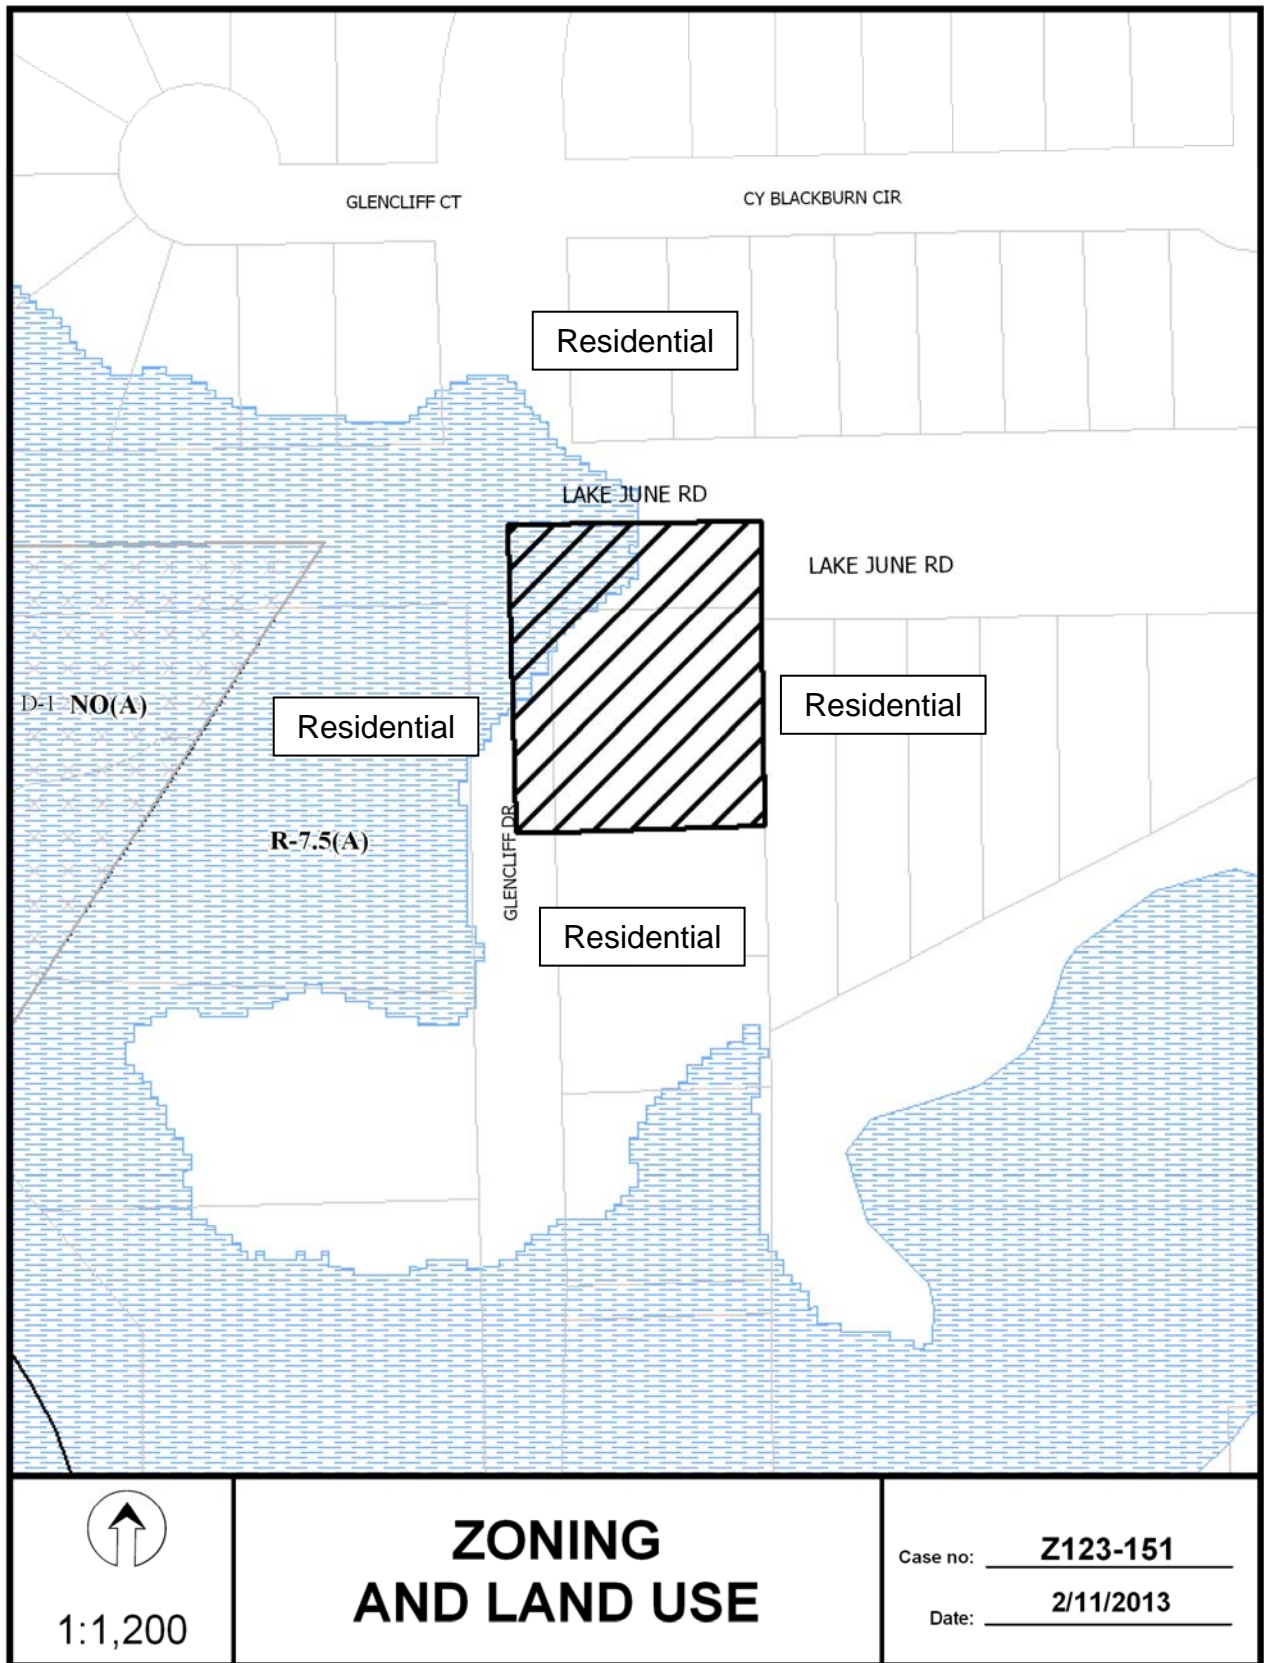 GLENCLIFF CT
CY BLACKBURN CIR
Residential
LAKE JUNE RD
LAKE JUNE RD
D-1 NO(A)
Residential
Residential
R-7.5(A)
GLENCLIFF DR
Residential
1:1,200
ZONING
AND LAND USE
Case no: Z123-151
Date: 2/11/2013